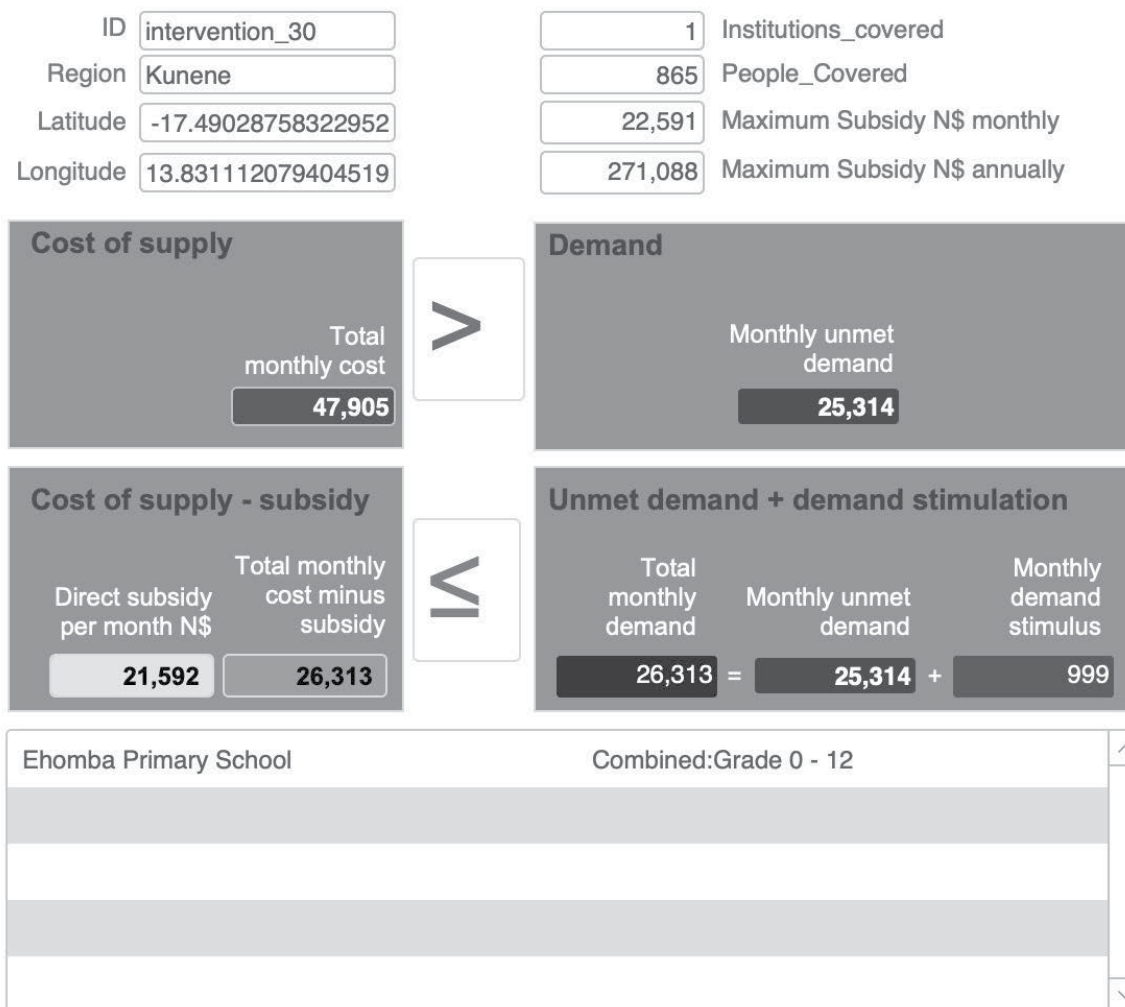 ID intervention_30
Region Kunene
Latitude -17.49028758322952
Longitude 13.831112079404519
1 Institutions_covered
865 People_Covered
22,591 Maximum Subsidy N$ monthly
271,088 Maximum Subsidy N$ annually
Cost of supply
Total
monthly cost
47,905
>
Demand
Monthly unmet
demand
25,314
Cost of supply - subsidy
Direct subsidy
per month N$
21,592
Total monthly
cost minus
subsidy
26,313
≤
Unmet demand + demand stimulation
Total
monthly
demand
Monthly unmet
demand
Monthly
demand
stimulus
26,313 = 25,314 + 999
Ehomba Primary School Combined:Grade 0 - 12